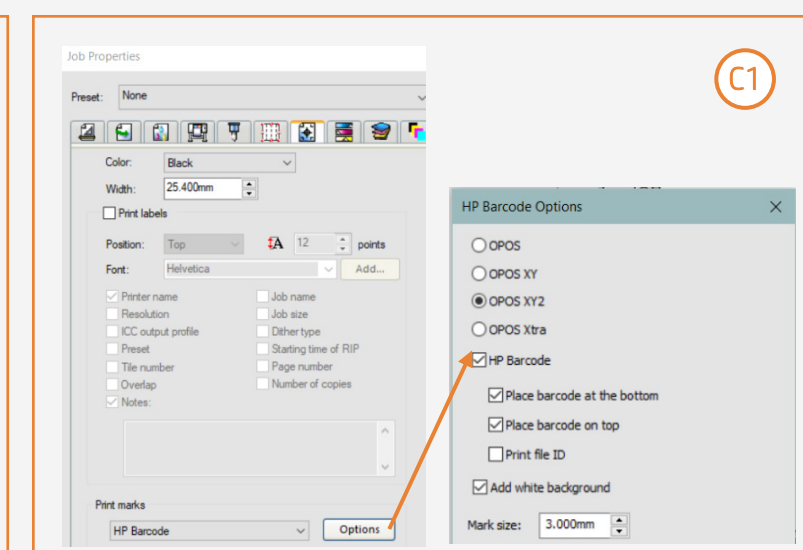 C1
Job Properties
Preset: None
Color: Black
Width: 25.400mm
Print labels
Position: Top A 12 points
Font: Helvetica Add...
Printer name Job name
Resolution Job size
ICC output profile Dither type
Preset Starting time of RIP
Tile number Page number
Overlap Number of copies
Notes:
Print marks
HP Barcode Options
HP Barcode Options
OPOS
OPOS XY
OPOS XY2
OPOS Xtra
HP Barcode
Place barcode at the bottom
Place barcode on top
Print file ID
Add white background
Mark size: 3.000mm